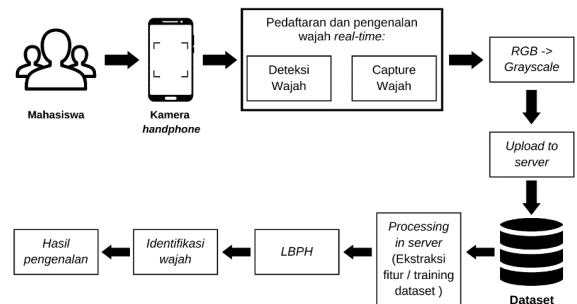 Pedaftaran dan pengenalan
wajah real-time:
Deteksi
Wajah
Capture
Wajah
RGB ->
Grayscale
Mahasiswa
Kamera
handphone
Upload to
server
Hasil
pengenalan
Identifikasi
wajah
LBPH
Processing
in server
(Ekstraksi
fitur / training
dataset )
Dataset